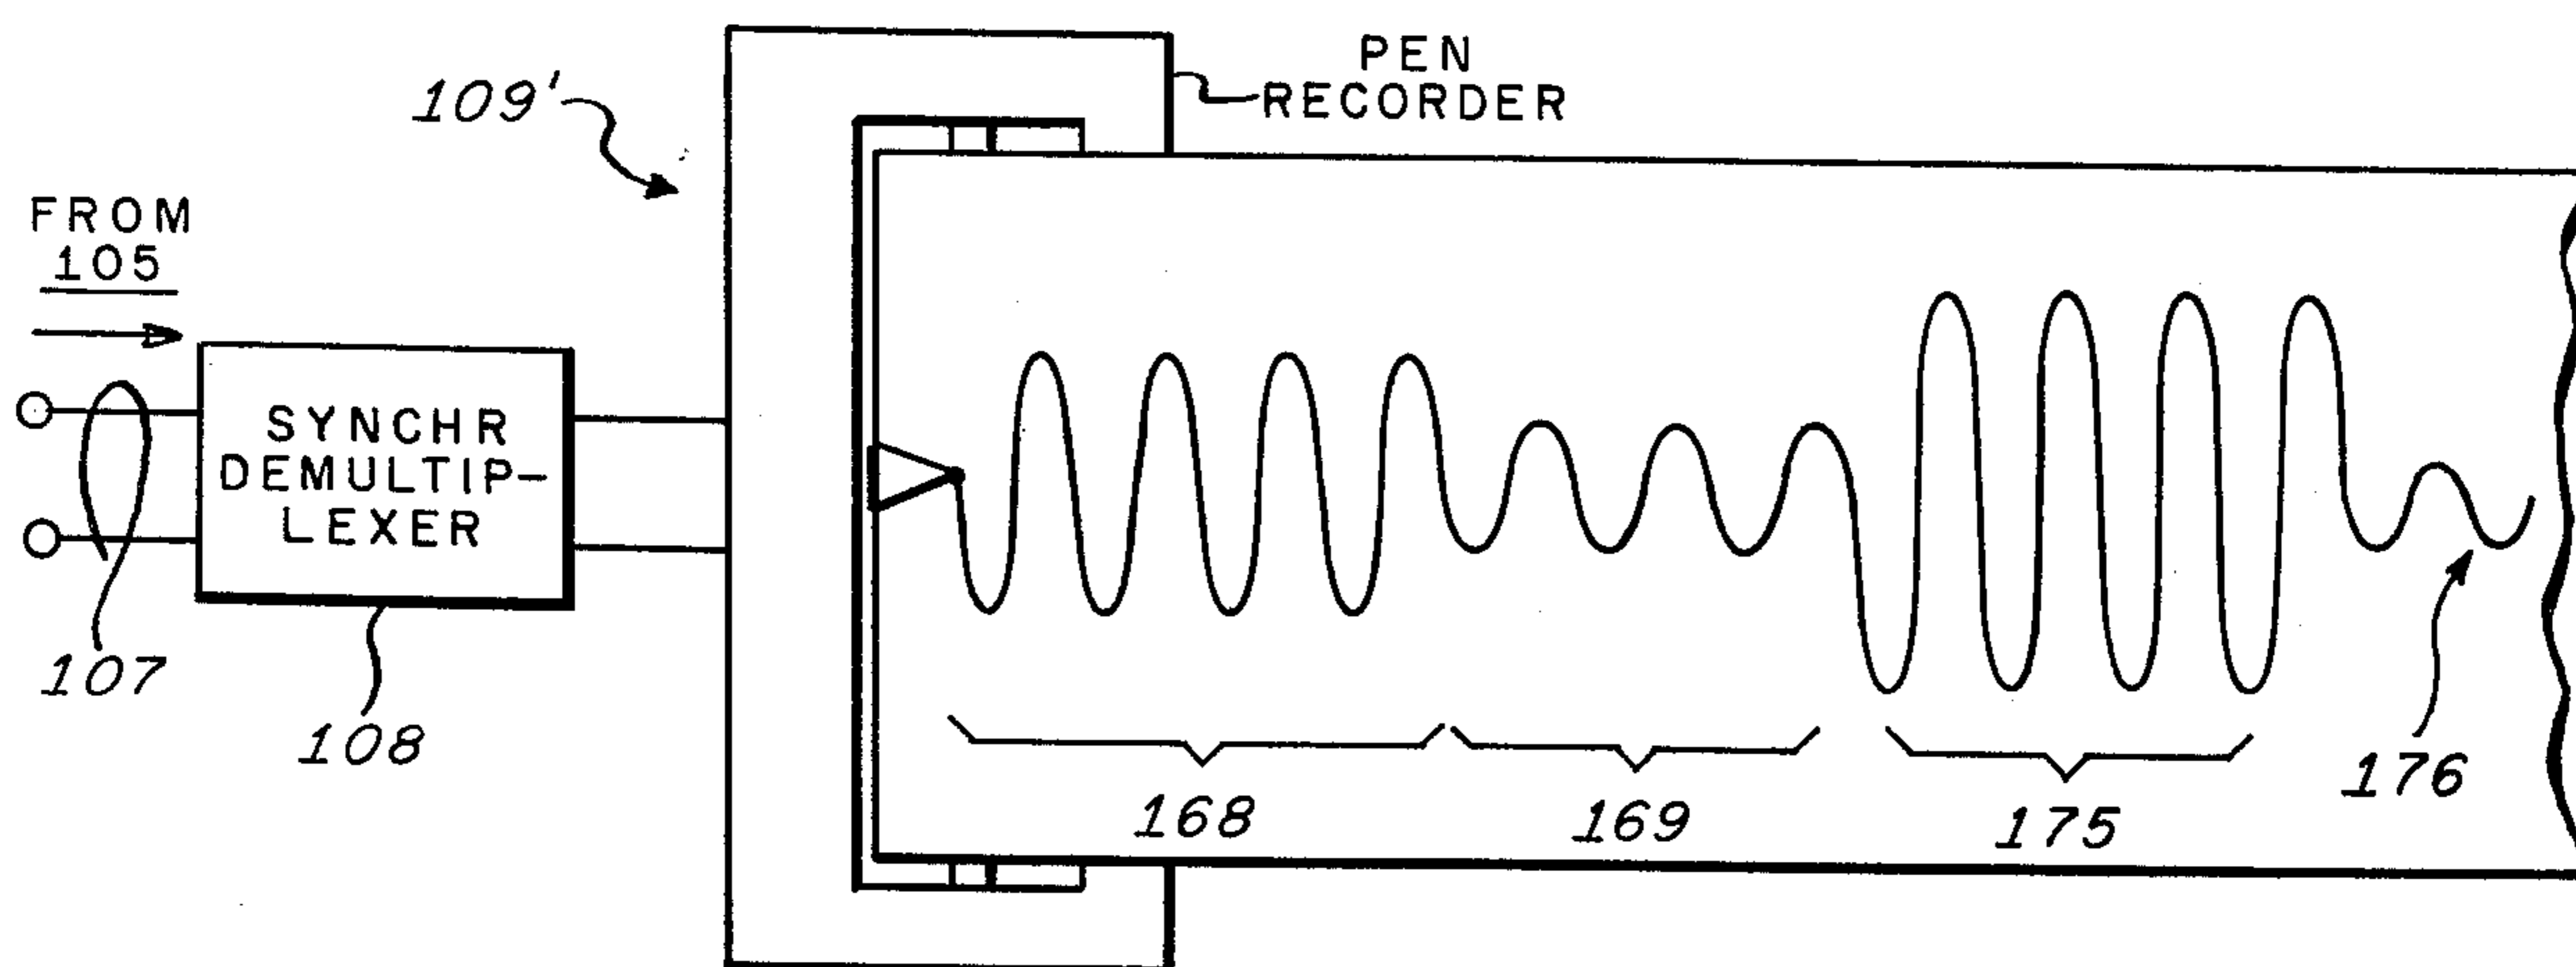 PEN
RECORDER
109'
FROM
105
SYNCHR
DEMULTIP-
LEXER
107
108
168
169
175
176